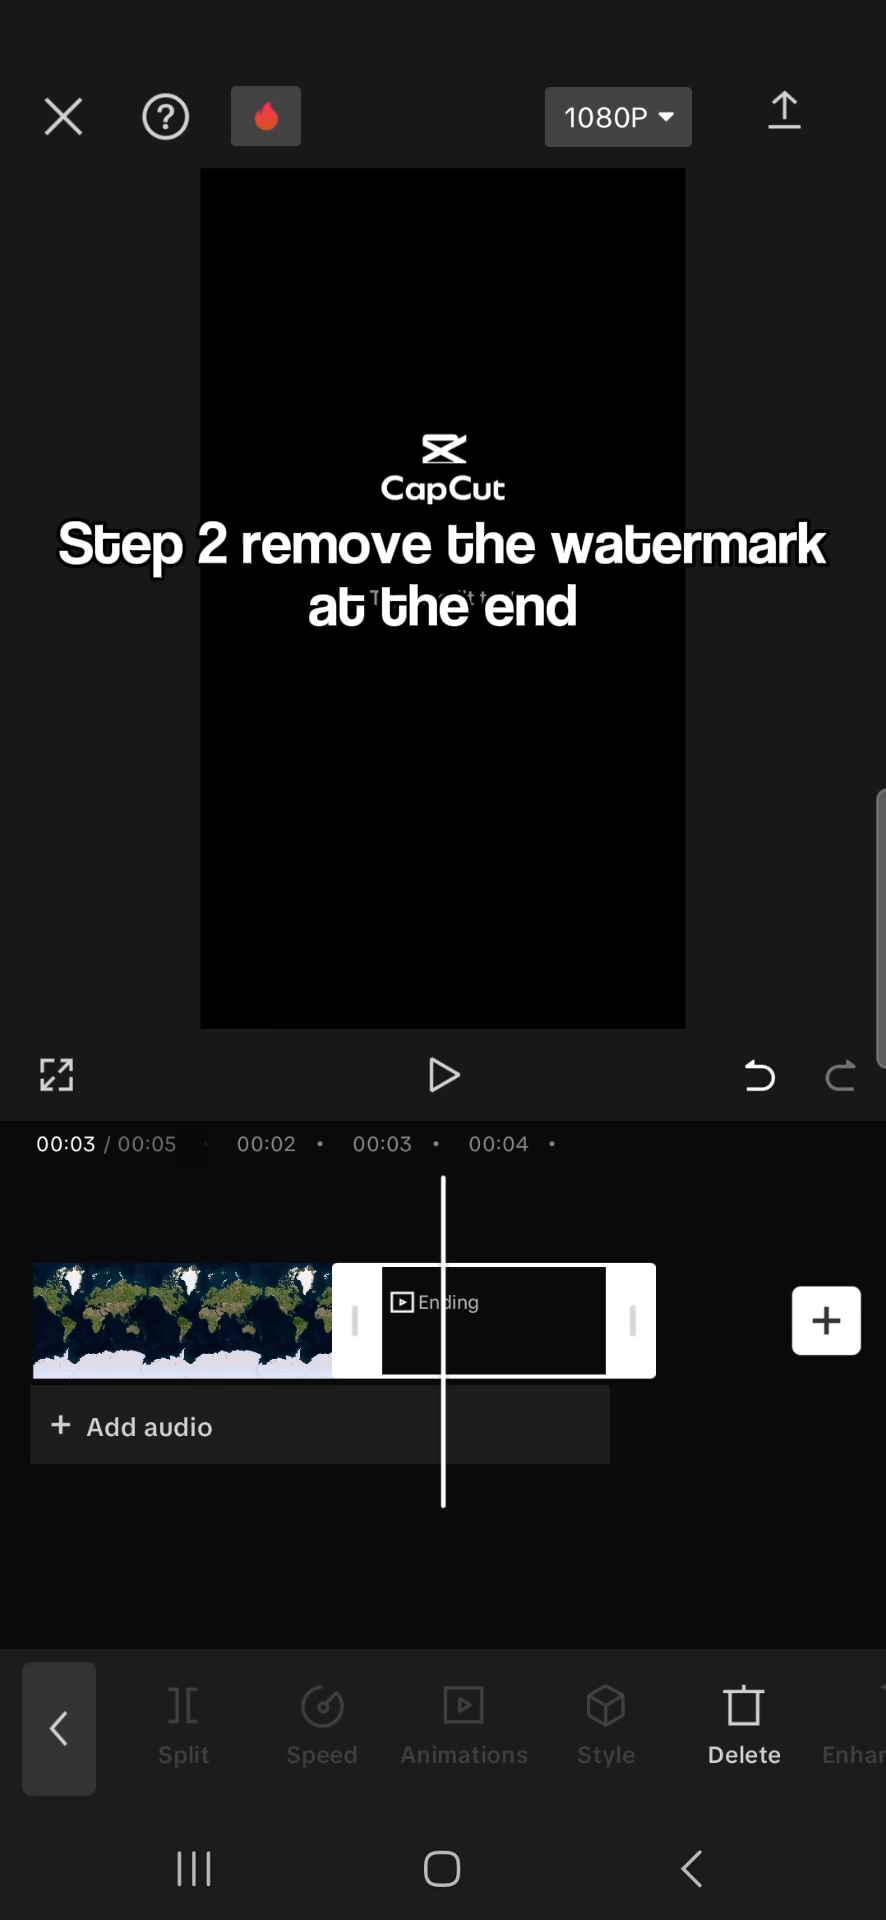 1080P
CapCut
Step 2 remove the watermark
at the end
00:03 / 00:05
00:02
00:03
00:04
Ending
+ Add audio
Split
Speed
Animations
Style
Delete